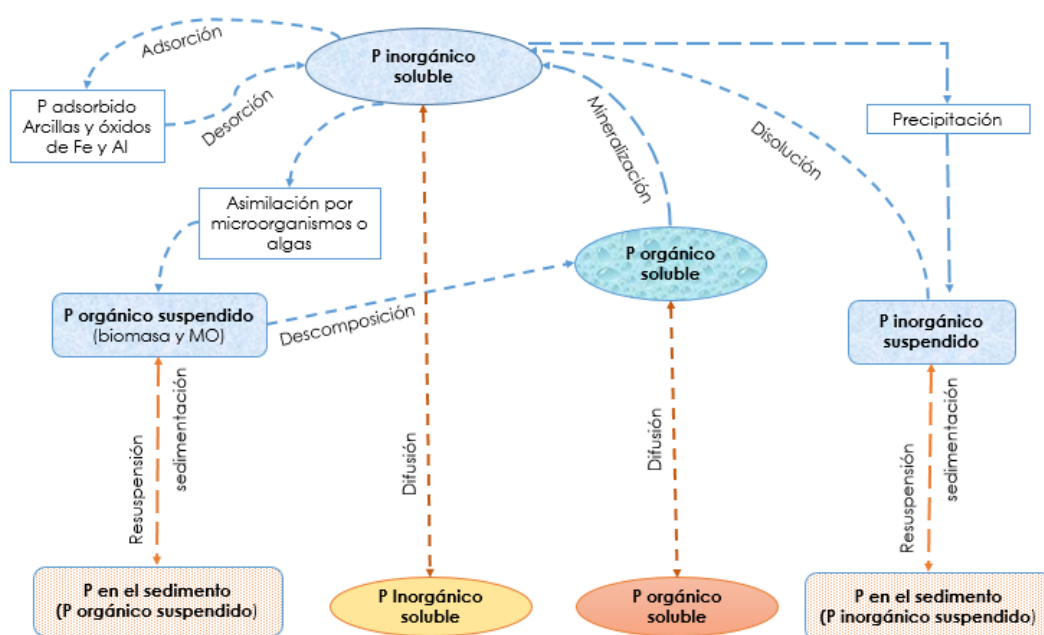 Adsorción
P inorgánico
soluble
P adsorbido
Arcillas y óxidos
de Fe y Al
Desorción
Mineralización
Disolución
Precipitación
Asimilación por
microorganismos o
algas
P orgánico
soluble
P orgánico suspendido
(biomasa y MO)
Descomposición
P inorgánico
suspendido
Resuspensión
sedimentación
Difusión
Difusión
Resuspensión
sedimentación
P en el sedimento
(P orgánico suspendido)
P Inorgánico
soluble
P orgánico
soluble
P en el sedimento
(P inorgánico suspendido)